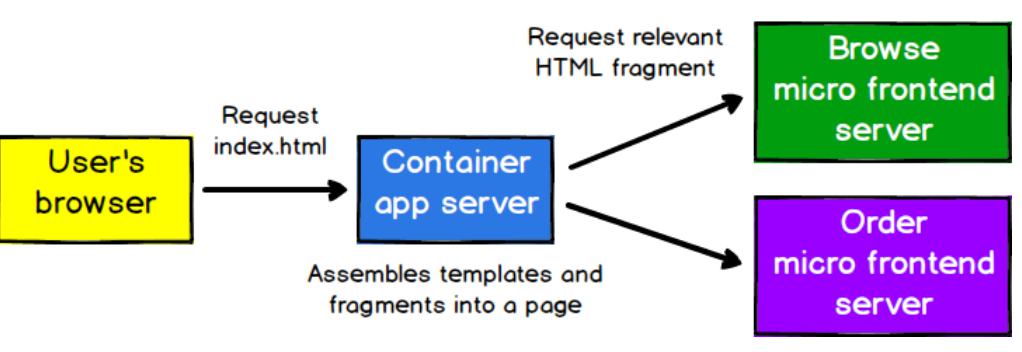 User's
browser
Request
index.html
Container
app server
Assembles templates and
fragments into a page
Request relevant
HTML fragment
Browse
micro frontend
server
Order
micro frontend
server